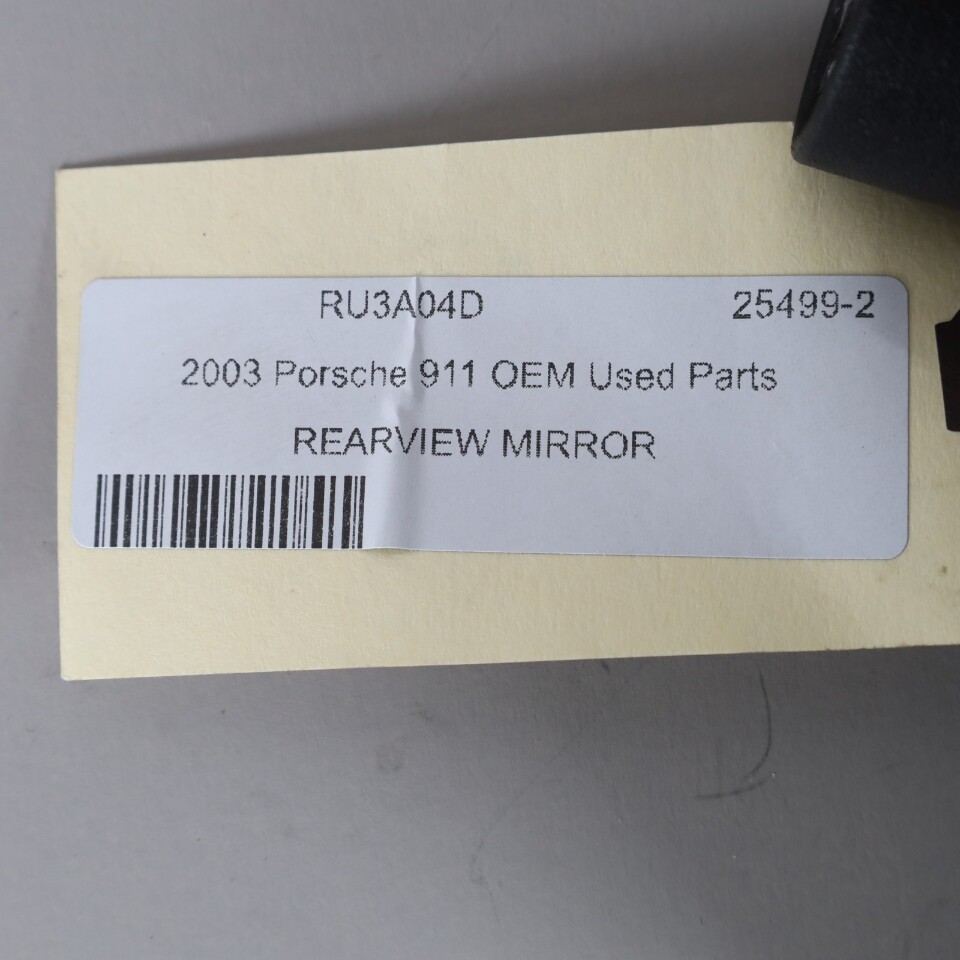 RU3A04D 25499-2
2003 Porsche 911 OEM Used Parts
REARVIEW MIRROR